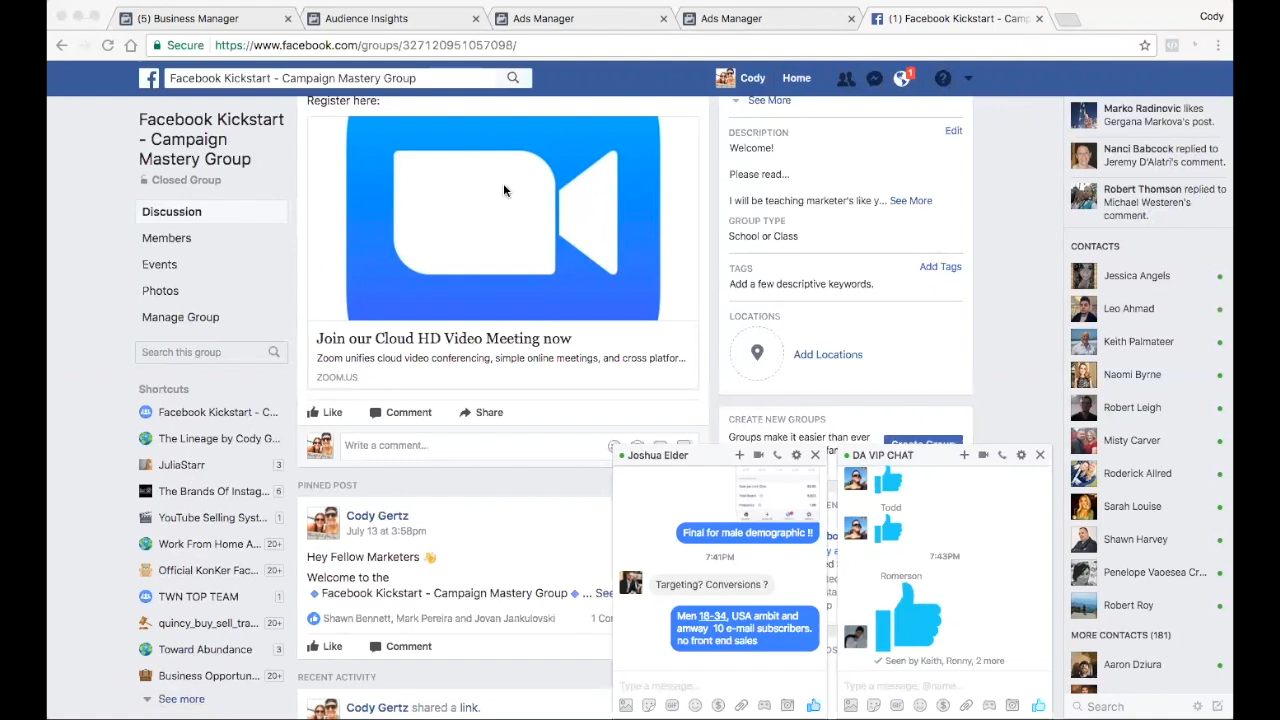 (5) Business Manager
Audience Insights
Ads Manager
Ads Manager
(1) Facebook Kickstart - Camp
Cody
Secure
https://www.facebook.com/groups/327120951057098/
Facebook Kickstart - Campaign Mastery Group
Cody
Home
1
Facebook Kickstart
- Campaign
Mastery Group
Closed Group
Discussion
Members
Events
Photos
Manage Group
Search this group
Shortcuts
Facebook Kickstart - C...
The Lineage by Cody G...
JuliaStarr 3
The Brands Of Instag... 6
YouTube Selling Syst... 1
Work From Home A... 20+
Official KonKer Fac... 20+
TWN TOP TEAM 1
quincy_buy_sell_tra... 20+
Toward Abundance 3
Business Opportun... 20+
See more
Register here:
Join our Cloud HD Video Meeting now
Zoom unifies cloud video conferencing, simple online meetings, and cross platfor...
ZOOM.US
Like
Comment
Share
Write a comment...
PINNED POST
Cody Gertz
July 13 at 3:58pm
Hey Fellow Marketers
Welcome to the
Facebook Kickstart - Campaign Mastery Group
... See
Shawn Bennett, Mark Pereira and Jovan Jankulovski
1 Co
Like
Comment
RECENT ACTIVITY
Cody Gertz shared a link.
See More
DESCRIPTION
Edit
Welcome!
Please read...
I will be teaching marketer's like y... See More
GROUP TYPE
School or Class
TAGS
Add Tags
Add a few descriptive keywords.
LOCATIONS
Add Locations
CREATE NEW GROUPS
Groups make it easier than ever
Create Group
Joshua Elder
Final for male demographic !!
7:41PM
Targeting? Conversions ?
Men 18-34, USA ambit and
amway 10 e-mail subscribers.
no front end sales
Type a message...
DA VIP CHAT
Todd
7:43PM
Romerson
Seen by Keith, Ronny, 2 more
Type a message, @name...
Marko Radinovic likes
Gergana Markova's post.
Nanci Babcock replied to
Jeremy D'Alatri's comment.
Robert Thomson replied to
Michael Westeren's
comment.
CONTACTS
Jessica Angels
Leo Ahmad
Keith Palmateer
Naomi Byrne
Robert Leigh
Misty Carver
Roderick Allred
Sarah Louise
Shawn Harvey
Penelope Vaoesea Cr...
Robert Roy
MORE CONTACTS (181)
Aaron Dziura
Search